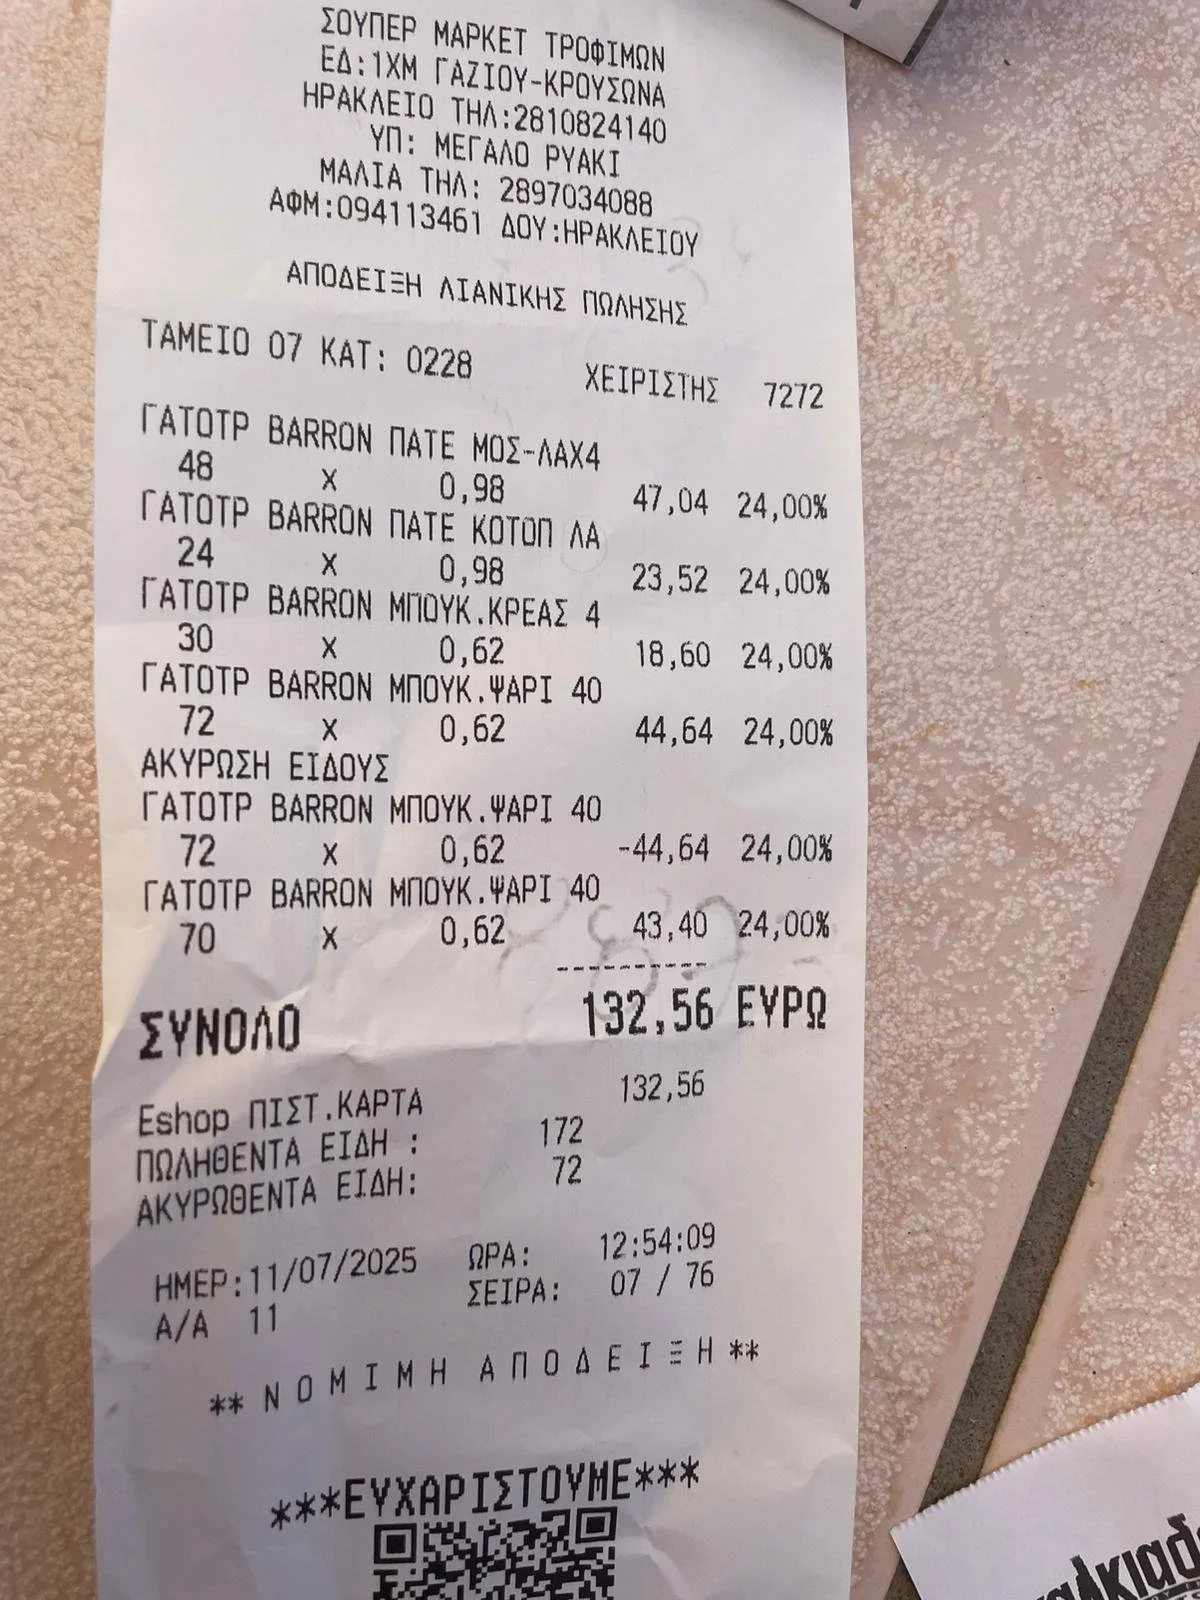 ΣΟΥΠΕΡ ΜΑΡΚΕΤ ΤΡΟΦΙΜΩΝ
ΕΔ:1ΧΜ ΓΑΖΙΟΥ-ΚΡΟΥΣΩΝΑ
ΗΡΑΚΛΕΙΟ ΤΗΛ:2810824140
ΥΠ: ΜΕΓΑΛΟ ΡΥΑΚΙ
ΜΑΛΙΑ ΤΗΛ: 2897034088
ΑΦΜ:094113461 ΔΟΥ:ΗΡΑΚΛΕΙΟΥ
ΑΠΟΔΕΙΞΗ ΛΙΑΝΙΚΗΣ ΠΩΛΗΣΗΣ
ΤΑΜΕΙΟ 07 ΚΑΤ: 0228 ΧΕΙΡΙΣΤΗΣ 7272
ΓΑΤΟΤΡ BARRON ΠΑΤΕ ΜΟΣ-ΛΑΧ4
48 X 0,98 47,04 24,00%
ΓΑΤΟΤΡ BARRON ΠΑΤΕ ΚΟΤΟΠ ΛΑ
24 X 0,98 23,52 24,00%
ΓΑΤΟΤΡ BARRON ΜΠΟΥΚ.ΚΡΕΑΣ 4
30 X 0,62 18,60 24,00%
ΓΑΤΟΤΡ BARRON ΜΠΟΥΚ.ΨΑΡΙ 40
72 X 0,62 44,64 24,00%
ΑΚΥΡΩΣΗ ΕΙΔΟΥΣ
ΓΑΤΟΤΡ BARRON ΜΠΟΥΚ.ΨΑΡΙ 40
72 X 0,62 -44,64 24,00%
ΓΑΤΟΤΡ BARRON ΜΠΟΥΚ.ΨΑΡΙ 40
70 X 0,62 43,40 24,00%
----------
ΣΥΝΟΛΟ 132,56 ΕΥΡΩ
Eshop ΠΙΣΤ.ΚΑΡΤΑ 132,56
ΠΩΛΗΘΕΝΤΑ ΕΙΔΗ : 172
ΑΚΥΡΩΘΕΝΤΑ ΕΙΔΗ: 72
ΗΜΕΡ:11/07/2025 ΩΡΑ: 12:54:09
Α/Α 11 ΣΕΙΡΑ: 07 / 76
** Ν Ο Μ Ι Μ Η Α Π Ο Δ Ε Ι Ξ Η **
***ΕΥΧΑΡΙΣΤΟΥΜΕ***